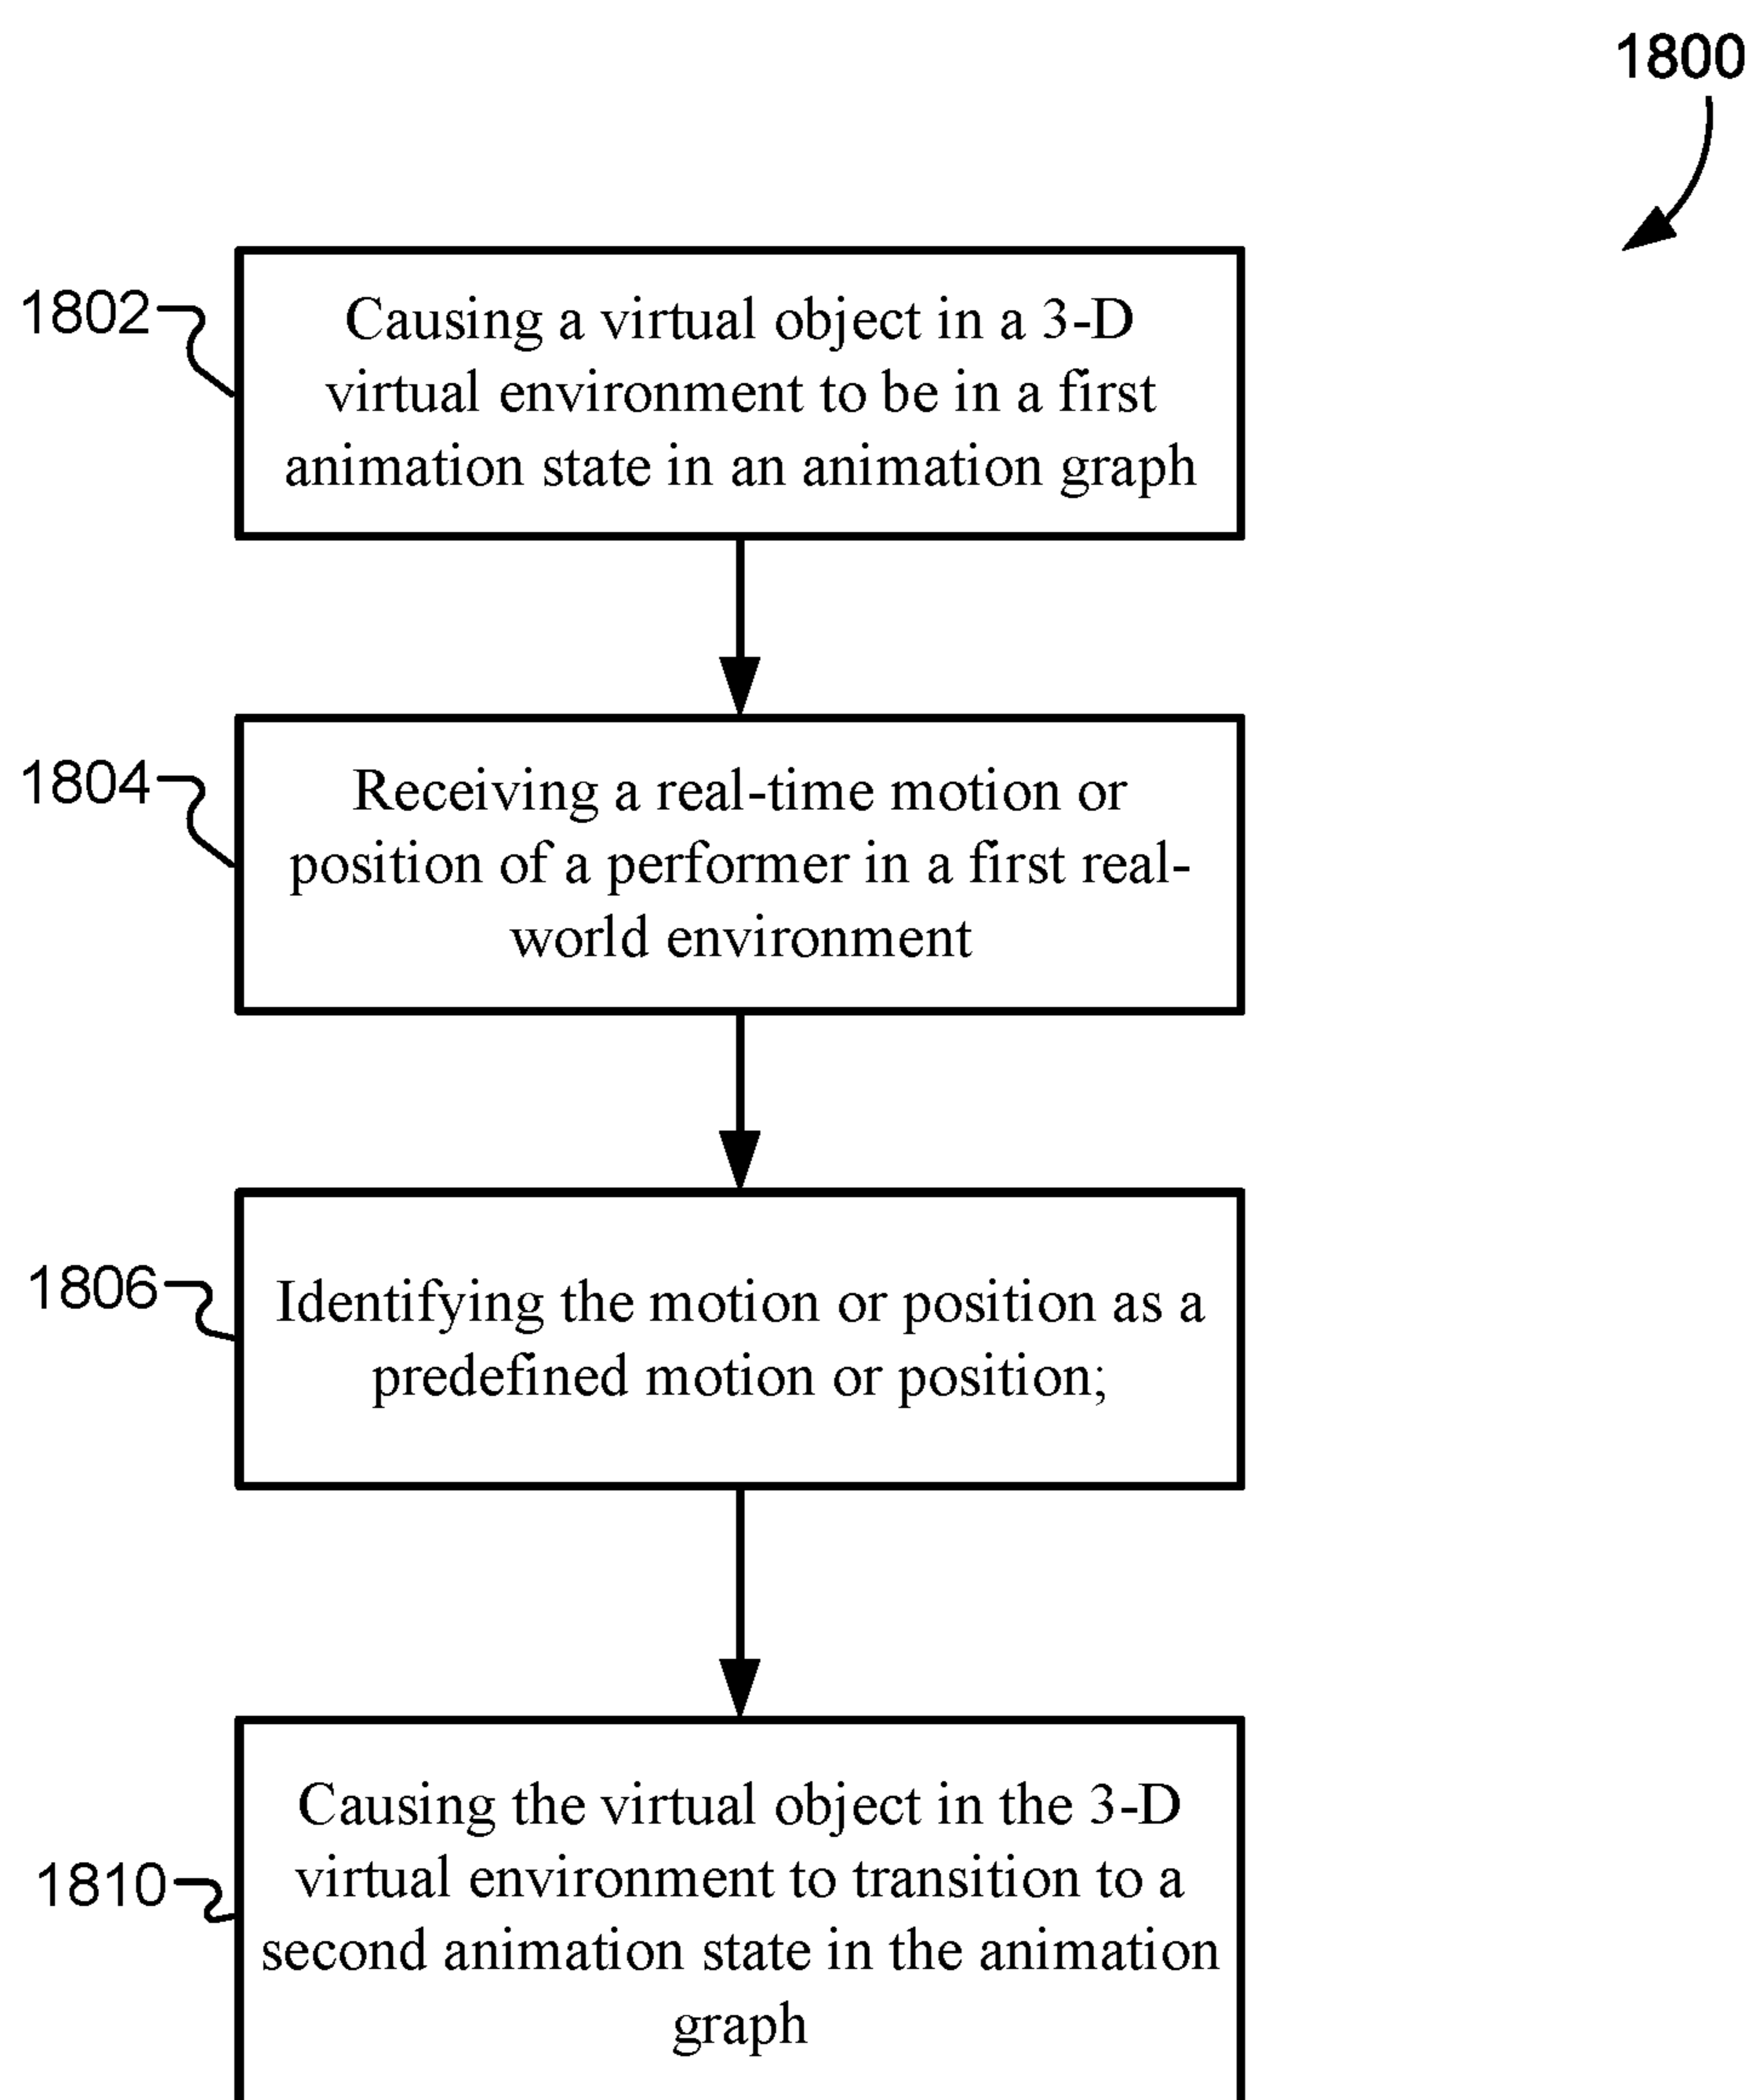 1800
1802
Causing a virtual object in a 3-D
virtual environment to be in a first
animation state in an animation graph
1804
Receiving a real-time motion or
position of a performer in a first real-
world environment
1806
Identifying the motion or position as a
predefined motion or position;
1810
Causing the virtual object in the 3-D
virtual environment to transition to a
second animation state in the animation
graph